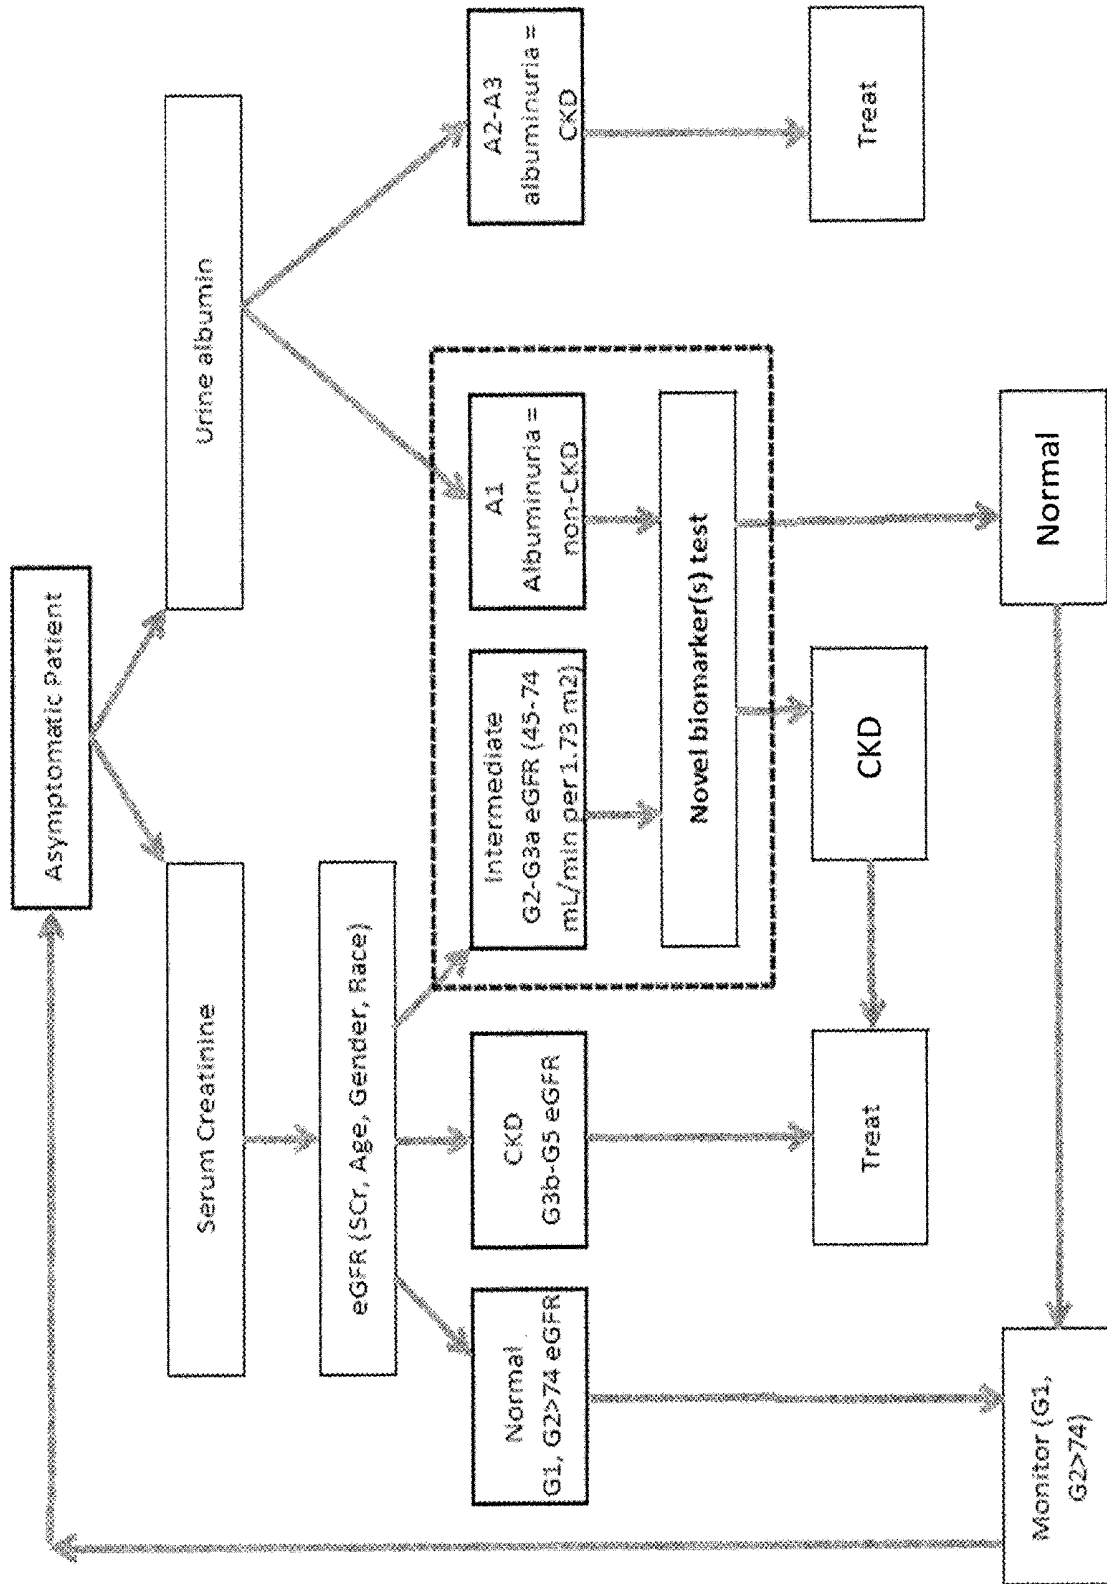 Asymptomatic Patient
Serum Creatinine
Urine albumin
eGFR (SCr, Age, Gender, Race)
Normal
G1, G2>74 eGFR
CKD
G3b-G5 eGFR
Intermediate
G2-G3a eGFR (45-74
mL/min per 1.73 m2)
A1
Albuminuria =
non-CKD
A2-A3
albuminuria =
CKD
Novel biomarker(s) test
Treat
CKD
Treat
Monitor (G1,
G2>74)
Normal